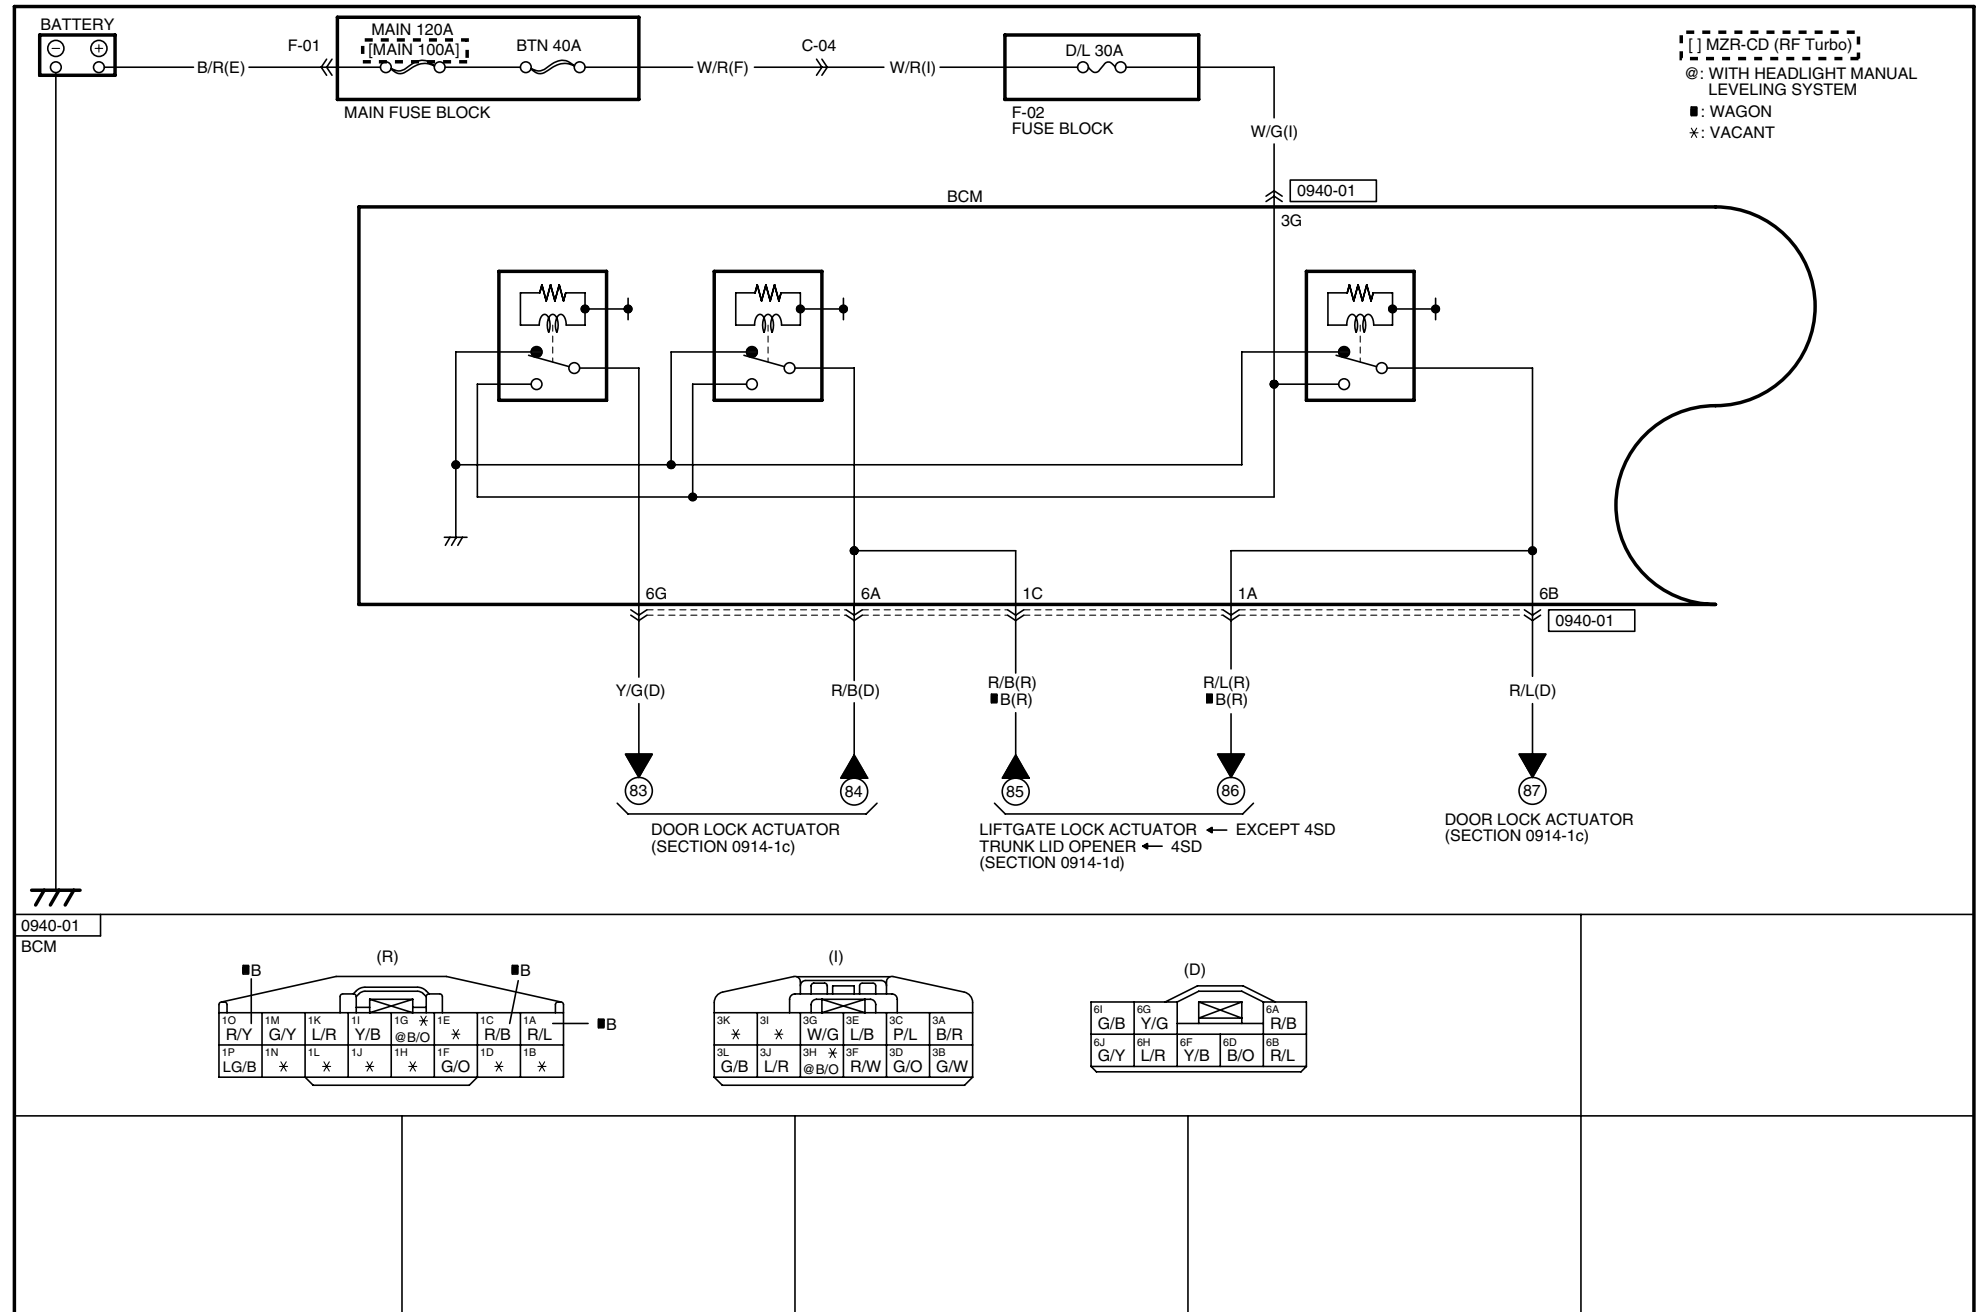 BATTERY
F-01
MAIN 120A
[MAIN 100A]
BTN 40A
C-04
D/L 30A
[ ] MZR-CD (RF Turbo)
@: WITH HEADLIGHT MANUAL
LEVELING SYSTEM
■: WAGON
*: VACANT
B/R(E)
W/R(F)
W/R(I)
MAIN FUSE BLOCK
F-02
FUSE BLOCK
W/G(I)
BCM
0940-01
3G
6G
6A
1C
1A
6B
0940-01
Y/G(D)
R/B(D)
R/B(R)
■B(R)
R/L(R)
■B(R)
R/L(D)
83
84
85
86
87
DOOR LOCK ACTUATOR
(SECTION 0914-1c)
LIFTGATE LOCK ACTUATOR ← EXCEPT 4SD
TRUNK LID OPENER ← 4SD
(SECTION 0914-1d)
DOOR LOCK ACTUATOR
(SECTION 0914-1c)
0940-01
BCM
(R)
■B
■B
■B
1O 1M 1K 1I 1G * 1E 1C 1A
R/Y G/Y L/R Y/B @B/O * R/B R/L
1P 1N 1L 1J 1H 1F 1D 1B
LG/B * * * * G/O * *
(I)
3K 3I 3G 3E 3C 3A
* * W/G L/B P/L B/R
3L 3J 3H * 3F 3D 3B
G/B L/R @B/O R/W G/O G/W
(D)
6I 6G 6A
G/B Y/G R/B
6J 6H 6F 6D 6B
G/Y L/R Y/B B/O R/L